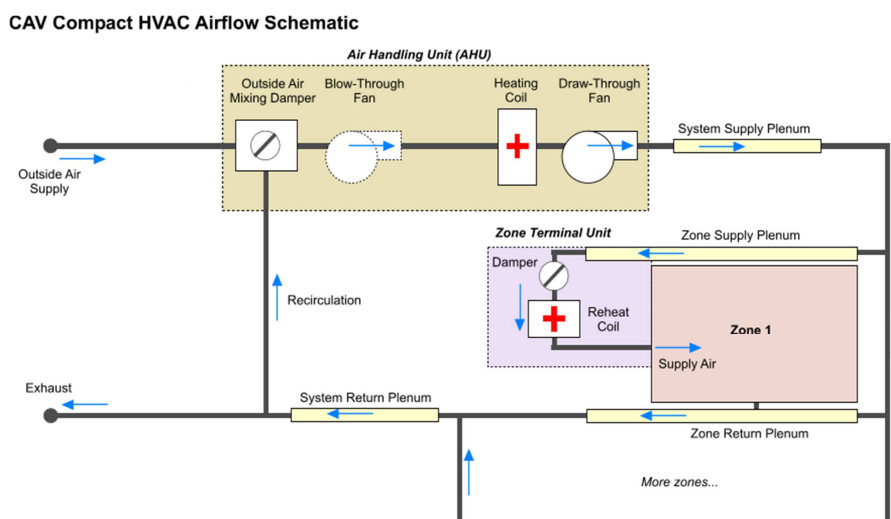 CAV Compact HVAC Airflow Schematic
Air Handling Unit (AHU)
Outside Air
Mixing Damper
Blow-Through
Fan
Heating
Coil
Draw-Through
Fan
System Supply Plenum
Outside Air
Supply
Zone Terminal Unit
Zone Supply Plenum
Damper
Recirculation
Reheat
Coil
Zone 1
Supply Air
Exhaust
System Return Plenum
Zone Return Plenum
More zones...